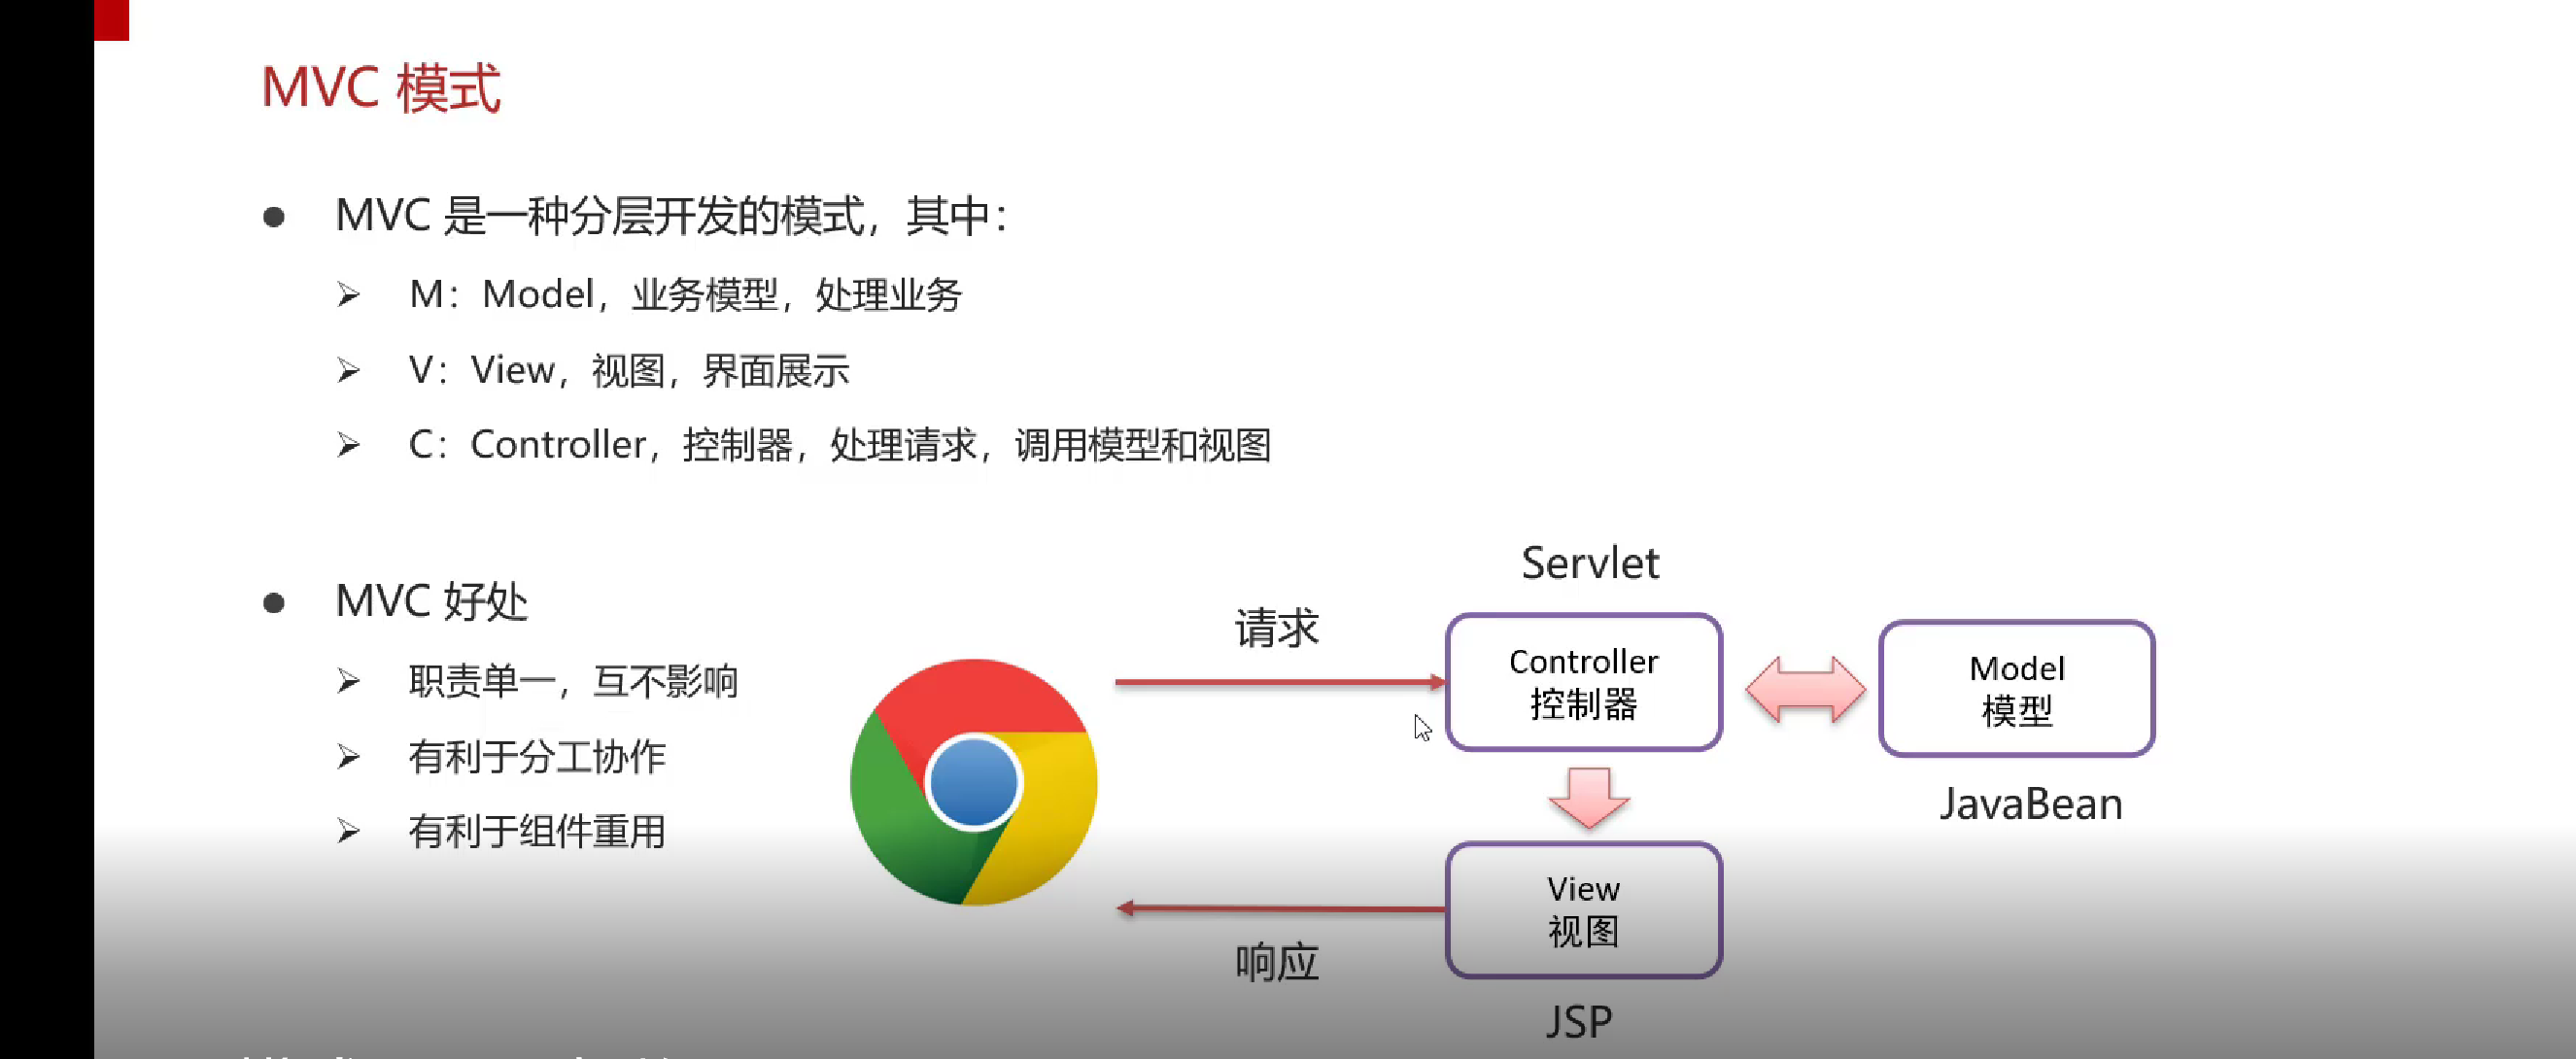 MVC 模式
MVC 是一种分层开发的模式，其中：
M：Model，业务模型，处理业务
V：View，视图，界面展示
C：Controller，控制器，处理请求，调用模型和视图
MVC 好处
职责单一，互不影响
有利于分工协作
有利于组件重用
请求
Servlet
Controller
控制器
Model
模型
JavaBean
View
视图
响应
JSP